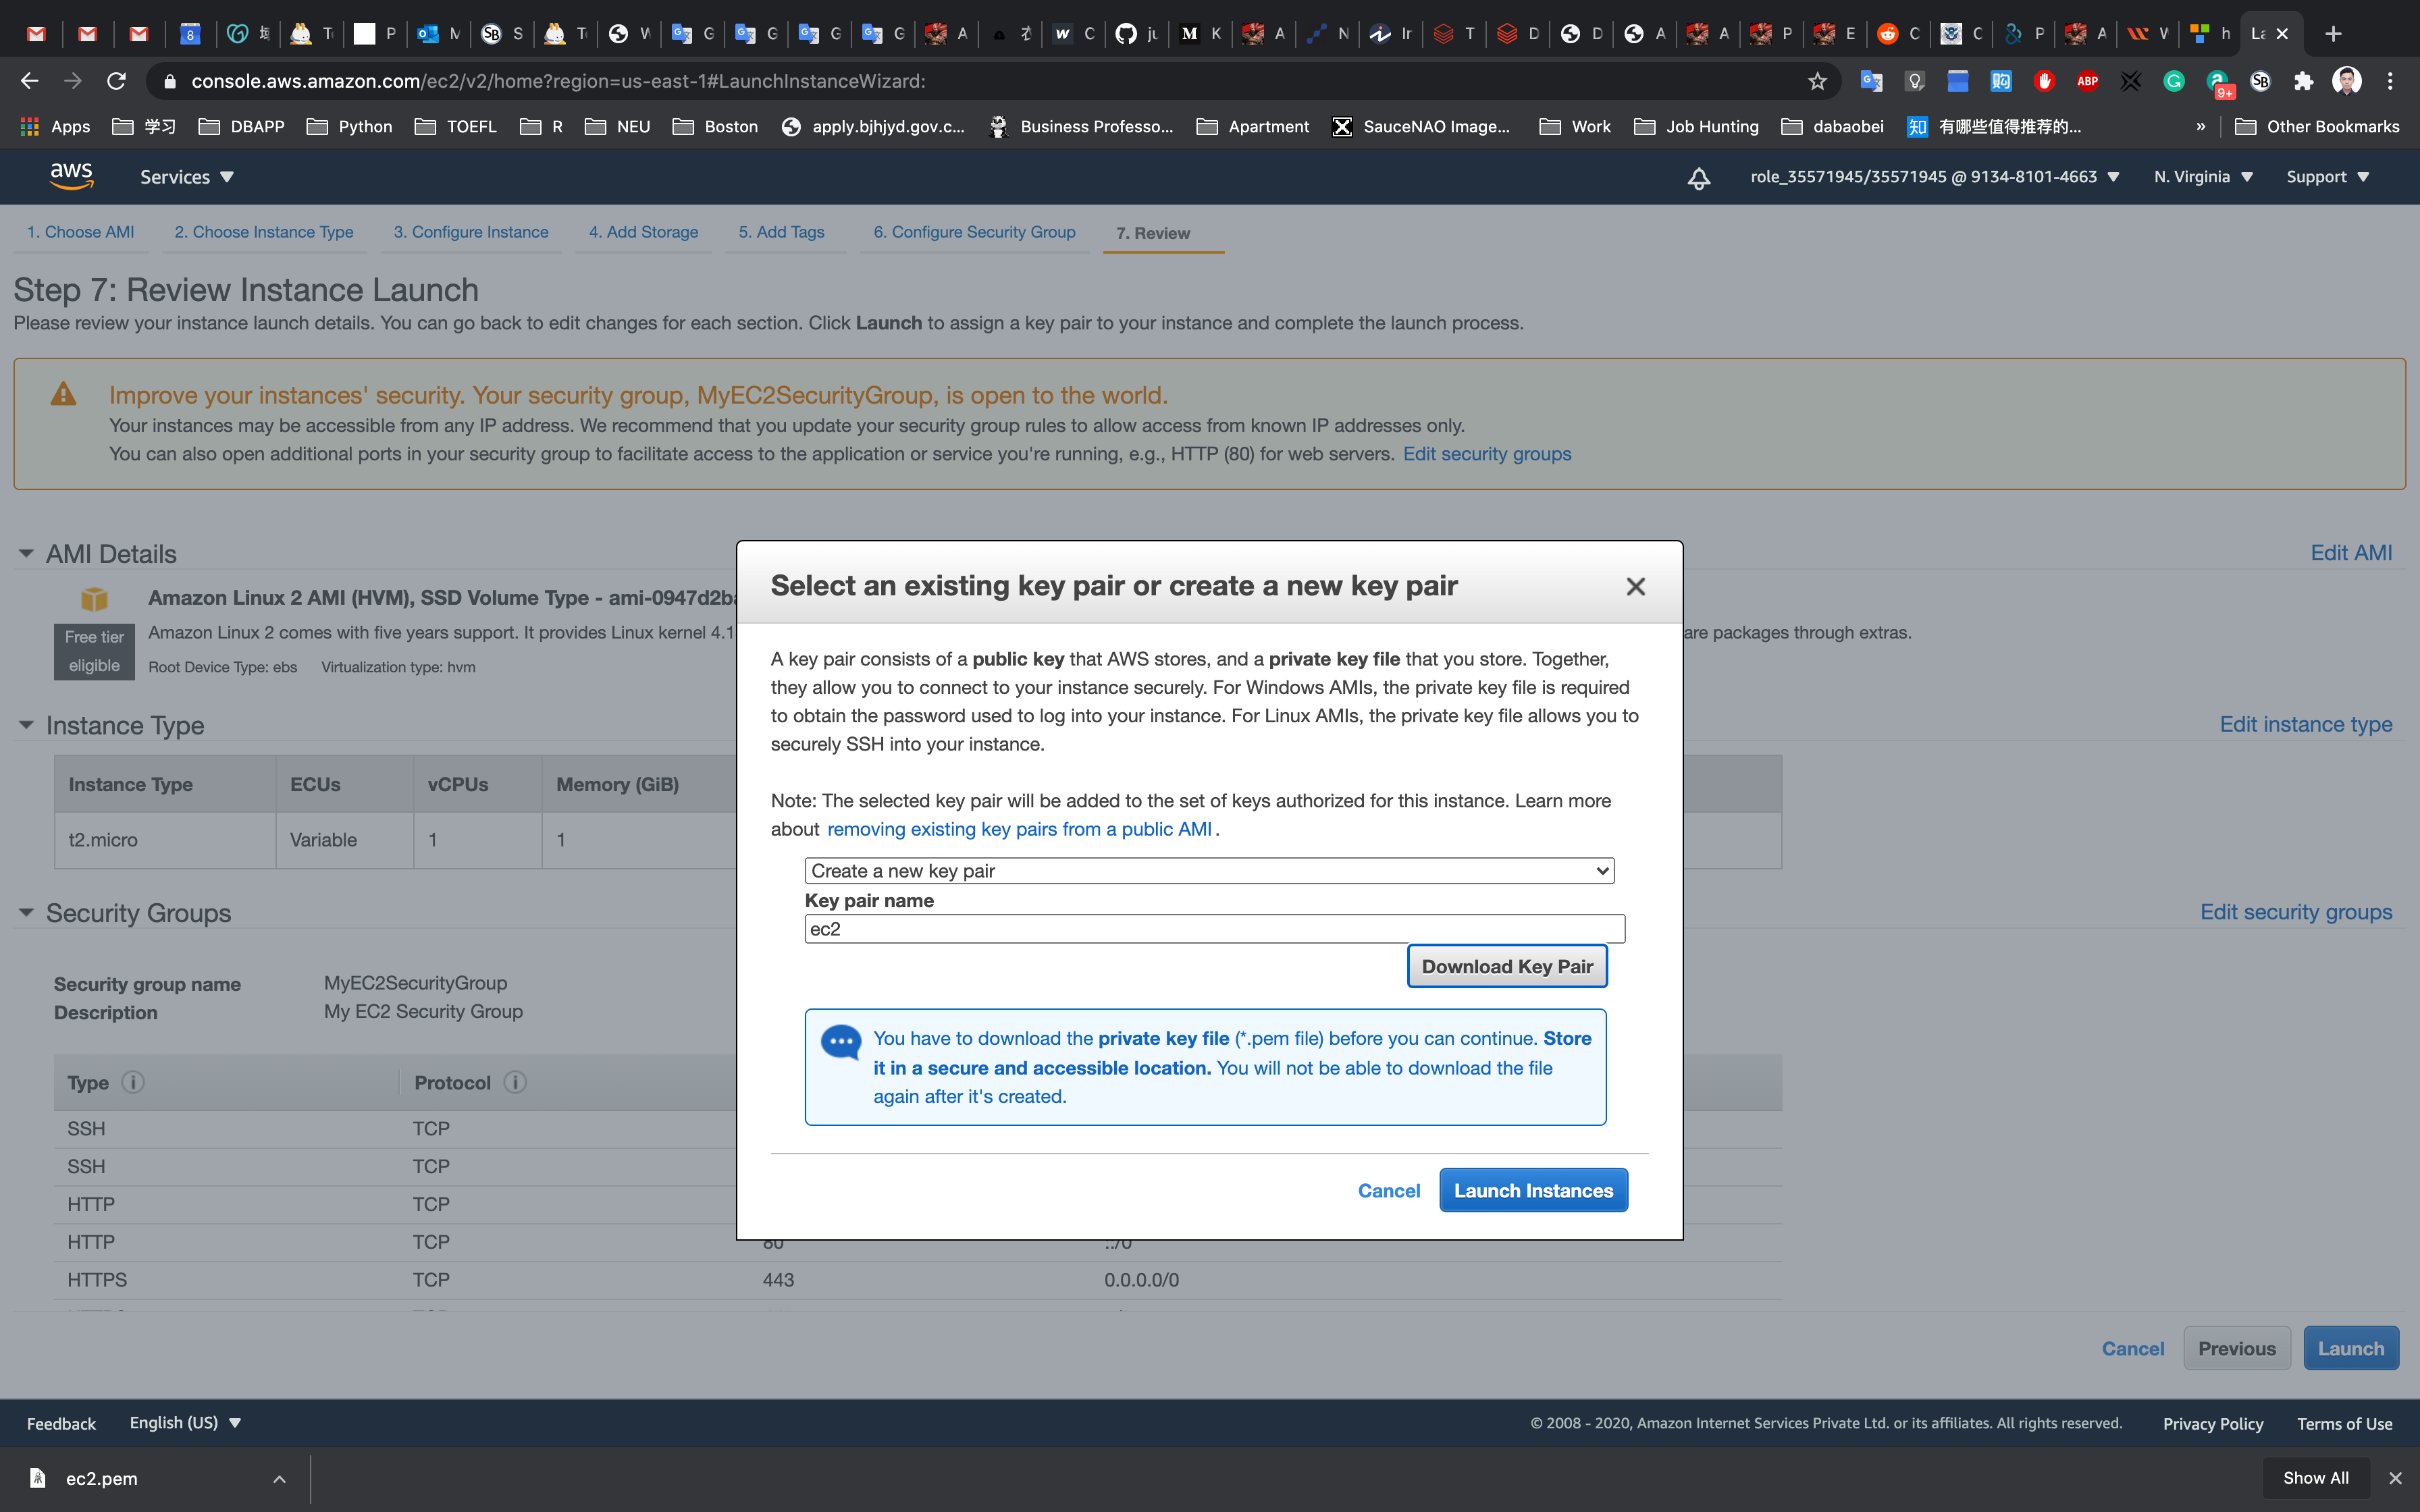 console.aws.amazon.com/ec2/v2/home?region=us-east-1#LaunchInstanceWizard:
Apps 学习 DBAPP Python TOEFL R NEU Boston apply.bjhjyd.gov.c... Business Professo... Apartment SauceNAO Image... Work Job Hunting dabaobei 有哪些值得推荐的... » Other Bookmarks
aws Services role_35571945/35571945 @ 9134-8101-4663 N. Virginia Support
1. Choose AMI 2. Choose Instance Type 3. Configure Instance 4. Add Storage 5. Add Tags 6. Configure Security Group 7. Review
Step 7: Review Instance Launch
Please review your instance launch details. You can go back to edit changes for each section. Click Launch to assign a key pair to your instance and complete the launch process.
Improve your instances' security. Your security group, MyEC2SecurityGroup, is open to the world.
Your instances may be accessible from any IP address. We recommend that you update your security group rules to allow access from known IP addresses only.
You can also open additional ports in your security group to facilitate access to the application or service you're running, e.g., HTTP (80) for web servers. Edit security groups
AMI Details Edit AMI
Amazon Linux 2 AMI (HVM), SSD Volume Type - ami-0947d2b
Free tier eligible
Amazon Linux 2 comes with five years support. It provides Linux kernel 4.1 are packages through extras.
Root Device Type: ebs Virtualization type: hvm
Instance Type Edit instance type
Instance Type ECUs vCPUs Memory (GiB)
t2.micro Variable 1 1
Security Groups Edit security groups
Security group name MyEC2SecurityGroup
Description My EC2 Security Group
Type Protocol
SSH TCP
SSH TCP
HTTP TCP
HTTP TCP 80 ::/0
HTTPS TCP 443 0.0.0.0/0
Select an existing key pair or create a new key pair
A key pair consists of a public key that AWS stores, and a private key file that you store. Together,
they allow you to connect to your instance securely. For Windows AMIs, the private key file is required
to obtain the password used to log into your instance. For Linux AMIs, the private key file allows you to
securely SSH into your instance.
Note: The selected key pair will be added to the set of keys authorized for this instance. Learn more
about removing existing key pairs from a public AMI .
Create a new key pair
Key pair name
ec2
Download Key Pair
You have to download the private key file (*.pem file) before you can continue. Store
it in a secure and accessible location. You will not be able to download the file
again after it's created.
Cancel Launch Instances
Cancel Previous Launch
Feedback English (US) © 2008 - 2020, Amazon Internet Services Private Ltd. or its affiliates. All rights reserved. Privacy Policy Terms of Use
ec2.pem Show All